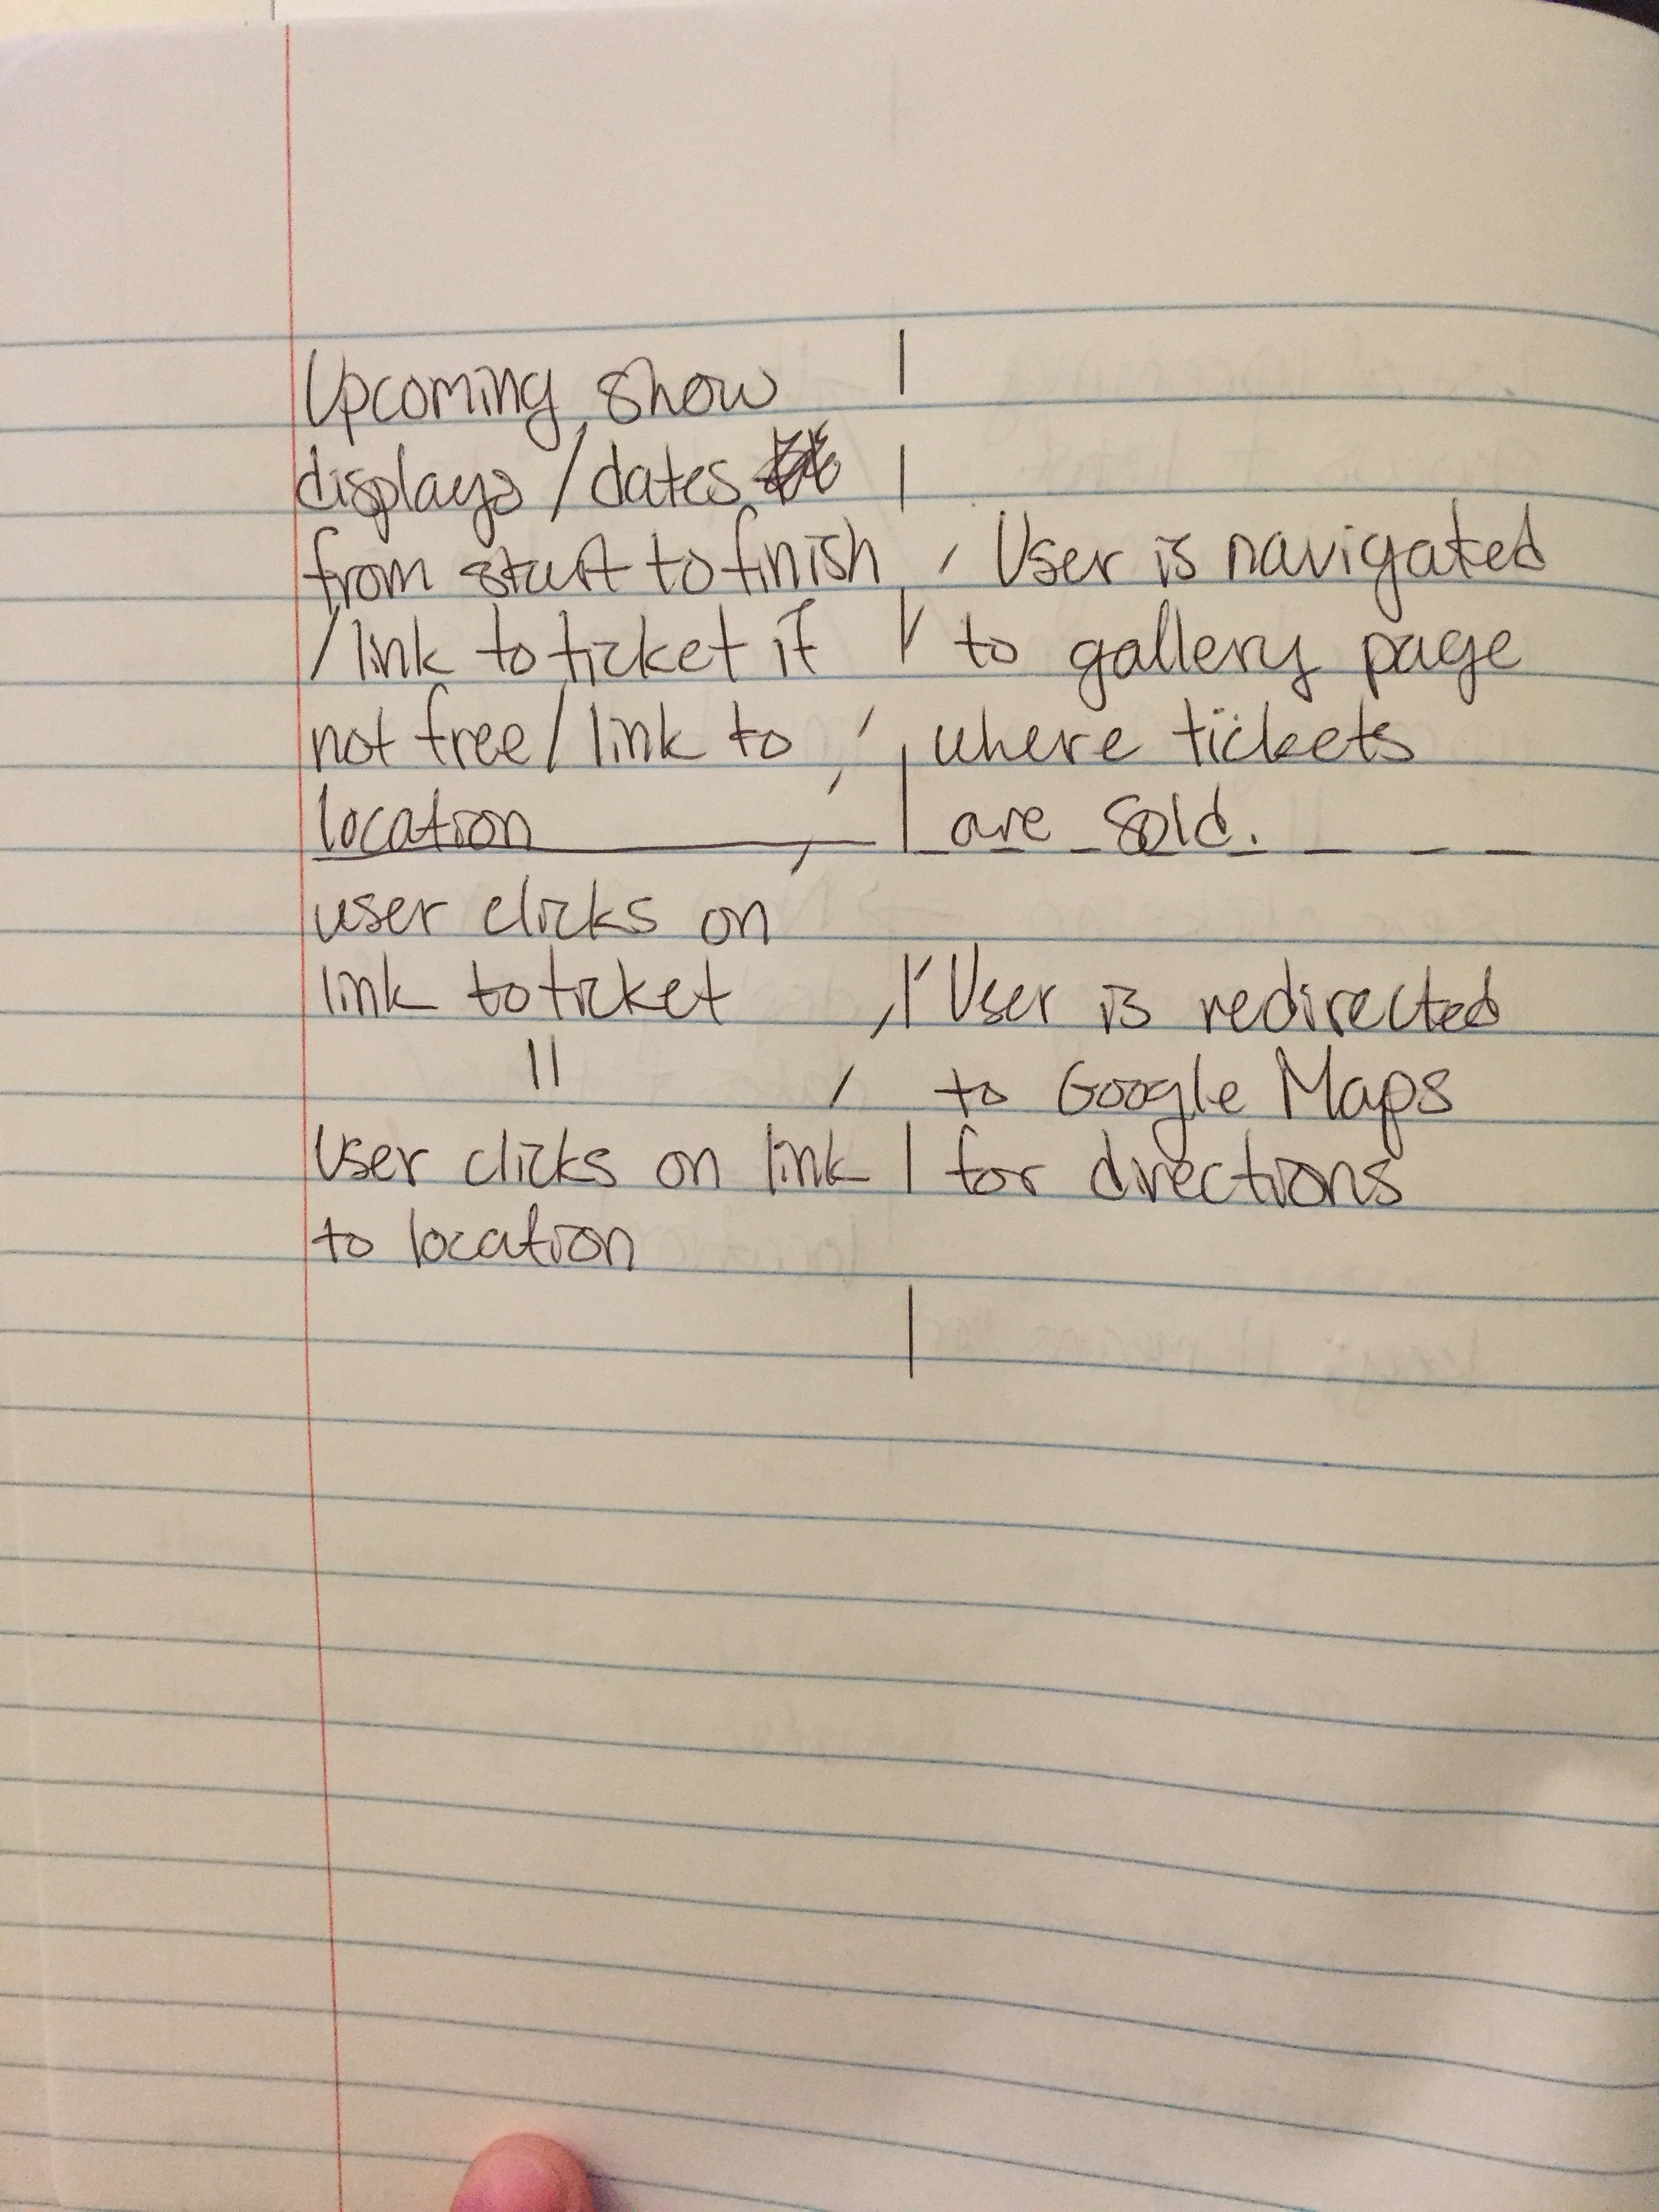 Upcoming show
displays / dates
from start to finish
/ link to ticket if
not free / link to
location
user clicks on
link to ticket
||
User clicks on link
to location
User is navigated
to gallery page
where tickets
are sold.
User is redirected
to Google Maps
for directions